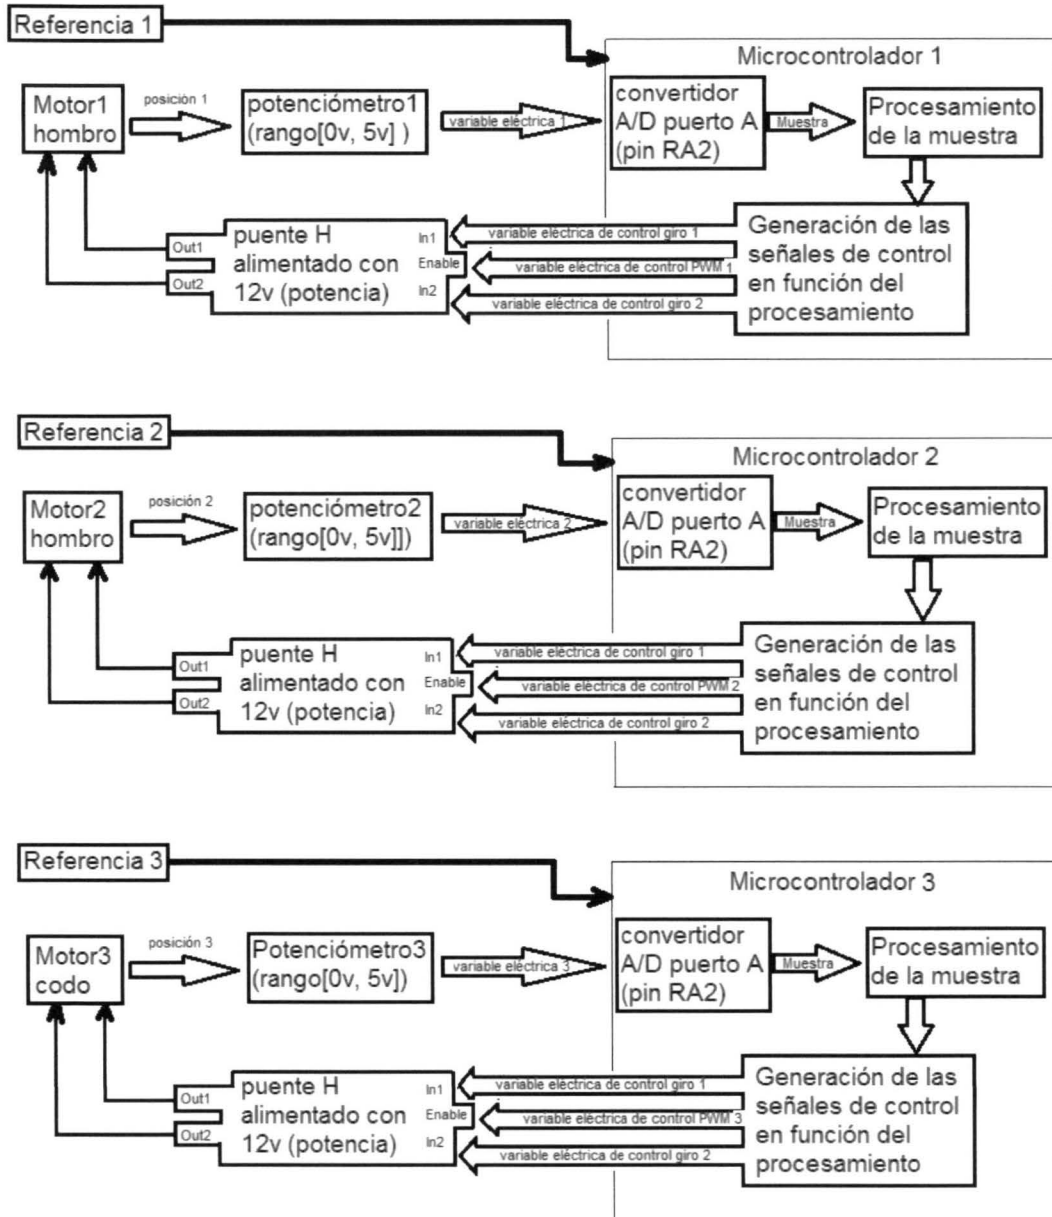 Referencia 1
Microcontrolador 1
Motor1
hombro
posición 1
potenciómetro1
(rango[0v, 5v] )
variable eléctrica 1
convertidor
A/D puerto A
(pin RA2)
Muestra
Procesamiento
de la muestra
Out1
Out2
puente H
alimentado con
12v (potencia)
In1
Enable
In2
variable eléctrica de control giro 1
variable eléctrica de control PWM 1
variable eléctrica de control giro 2
Generación de las
señales de control
en función del
procesamiento
Referencia 2
Microcontrolador 2
Motor2
hombro
posición 2
potenciómetro2
(rango[0v, 5v]])
variable eléctrica 2
convertidor
A/D puerto A
(pin RA2)
Muestra
Procesamiento
de la muestra
Out1
Out2
puente H
alimentado con
12v (potencia)
In1
Enable
In2
variable eléctrica de control giro 1
variable eléctrica de control PWM 2
variable eléctrica de control giro 2
Generación de las
señales de control
en función del
procesamiento
Referencia 3
Microcontrolador 3
Motor3
codo
posición 3
Potenciómetro3
(rango[0v, 5v])
variable eléctrica 3
convertidor
A/D puerto A
(pin RA2)
Muestra
Procesamiento
de la muestra
Out1
Out2
puente H
alimentado con
12v (potencia)
In1
Enable
In2
variable eléctrica de control giro 1
variable eléctrica de control PWM 3
variable eléctrica de control giro 2
Generación de las
señales de control
en función del
procesamiento